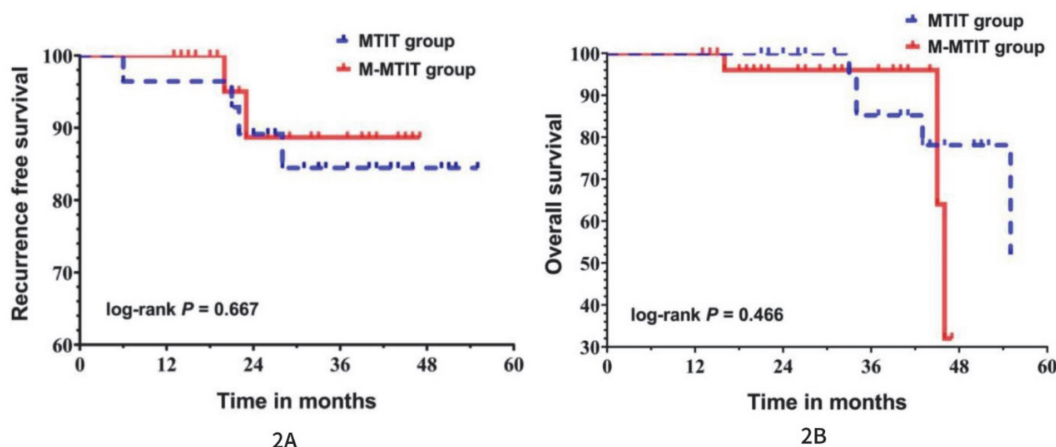 MTIT group
M-MTIT group
100
90
80
70
60
Recurrence free survival
log-rank P = 0.667
0 12 24 36 48 60
Time in months
2A
MTIT group
M-MTIT group
100
90
80
70
60
50
40
30
Overall survival
log-rank P = 0.466
0 12 24 36 48 60
Time in months
2B